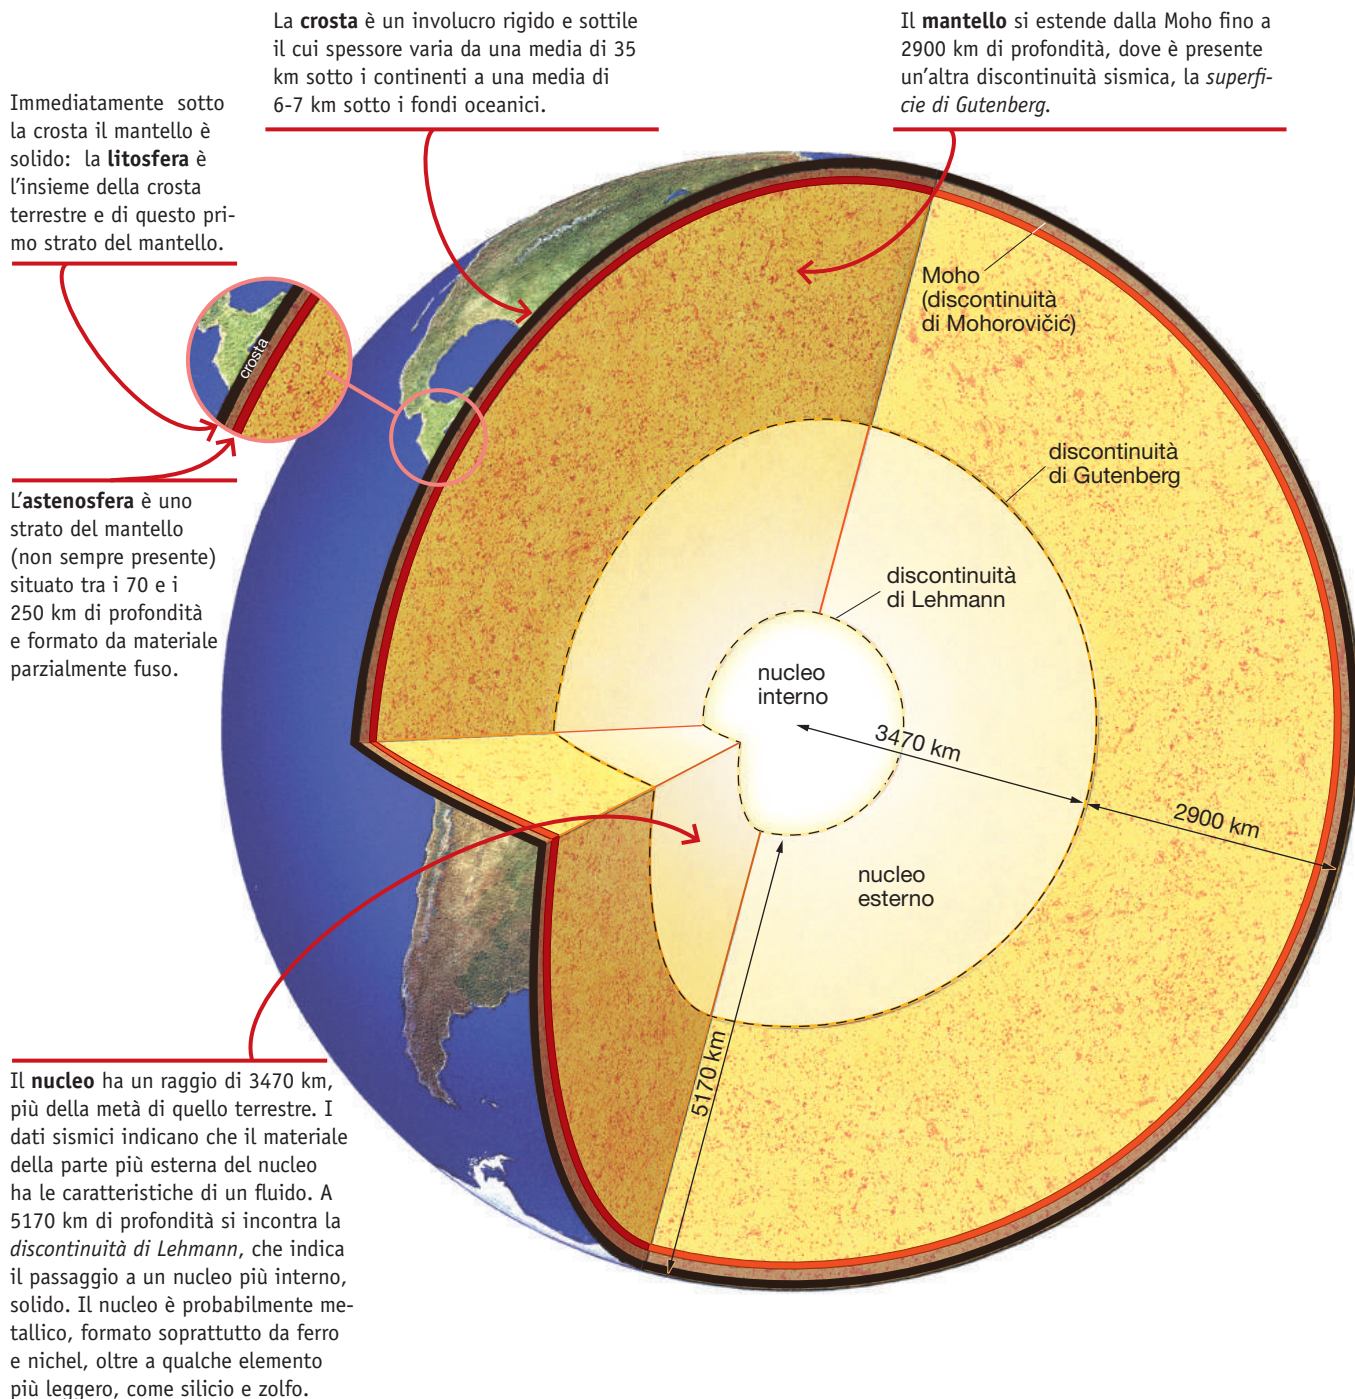 La crosta è un involucro rigido e sottile
il cui spessore varia da una media di 35
km sotto i continenti a una media di
6-7 km sotto i fondi oceanici.
Il mantello si estende dalla Moho fino a
2900 km di profondità, dove è presente
un'altra discontinuità sismica, la superfi-
cie di Gutenberg.
Immediatamente sotto
la crosta il mantello è
solido: la litosfera è
l'insieme della crosta
terrestre e di questo pri-
mo strato del mantello.
crosta
L'astenosfera è uno
strato del mantello
(non sempre presente)
situato tra i 70 e i
250 km di profondità
e formato da materiale
parzialmente fuso.
Moho
(discontinuità
di Mohorovičić)
discontinuità
di Gutenberg
discontinuità
di Lehmann
nucleo
interno
3470 km
2900 km
nucleo
esterno
5170 km
Il nucleo ha un raggio di 3470 km,
più della metà di quello terrestre. I
dati sismici indicano che il materiale
della parte più esterna del nucleo
ha le caratteristiche di un fluido. A
5170 km di profondità si incontra la
discontinuità di Lehmann, che indica
il passaggio a un nucleo più interno,
solido. Il nucleo è probabilmente me-
tallico, formato soprattutto da ferro
e nichel, oltre a qualche elemento
più leggero, come silicio e zolfo.